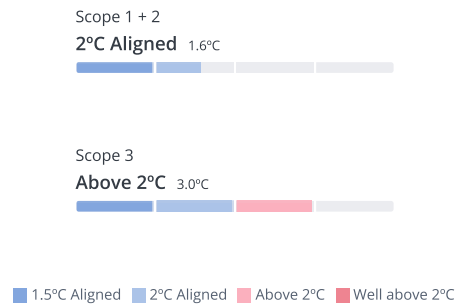 Scope 1 + 2
2ºC Aligned 1.6ºC
Scope 3
Above 2ºC 3.0ºC
1.5ºC Aligned 2ºC Aligned Above 2ºC Well above 2ºC